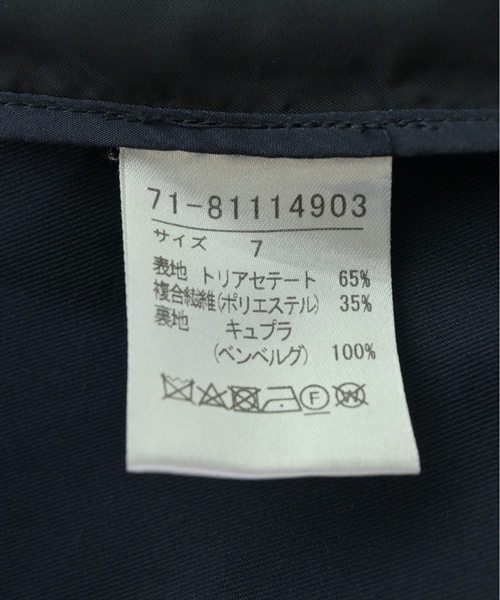 71-81114903
サイズ 7
表地 トリアセテート 65%
複合繊維(ポリエステル) 35%
裏地 キュプラ
(ベンベルグ) 100%
F W